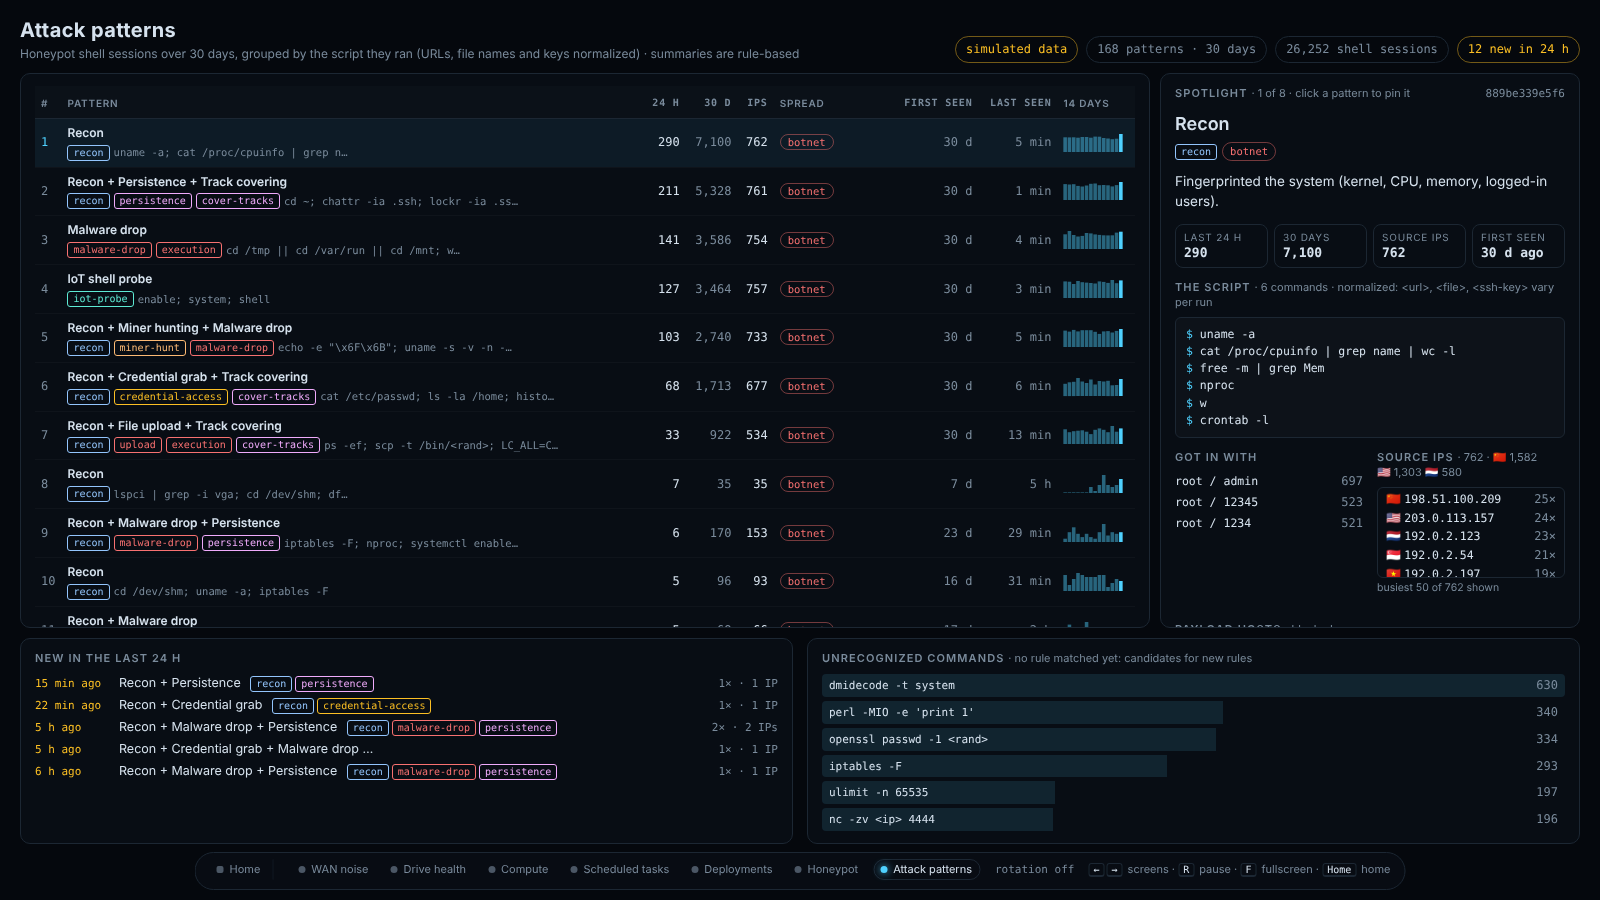 Attack patterns
Honeypot shell sessions over 30 days, grouped by the script they ran (URLs, file names and keys normalized) · summaries are rule-based
simulated data
168 patterns · 30 days
26,252 shell sessions
12 new in 24 h
# PATTERN 24 H 30 D IPS SPREAD FIRST SEEN LAST SEEN 14 DAYS
1 Recon 290 7,100 762 botnet 30 d 5 min
recon uname -a; cat /proc/cpuinfo | grep n…
2 Recon + Persistence + Track covering 211 5,328 761 botnet 30 d 1 min
recon persistence cover-tracks cd ~; chattr -ia .ssh; lockr -ia .ss…
3 Malware drop 141 3,586 754 botnet 30 d 4 min
malware-drop execution cd /tmp || cd /var/run || cd /mnt; w…
4 IoT shell probe 127 3,464 757 botnet 30 d 3 min
iot-probe enable; system; shell
5 Recon + Miner hunting + Malware drop 103 2,740 733 botnet 30 d 5 min
recon miner-hunt malware-drop echo -e "\x6F\x6B"; uname -s -v -n -…
6 Recon + Credential grab + Track covering 68 1,713 677 botnet 30 d 6 min
recon credential-access cover-tracks cat /etc/passwd; ls -la /home; histo…
7 Recon + File upload + Track covering 33 922 534 botnet 30 d 13 min
recon upload execution cover-tracks ps -ef; scp -t /bin/<rand>; LC_ALL=C…
8 Recon 7 35 35 botnet 7 d 5 h
recon lspci | grep -i vga; cd /dev/shm; df…
9 Recon + Malware drop + Persistence 6 170 153 botnet 23 d 29 min
recon malware-drop persistence iptables -F; nproc; systemctl enable…
10 Recon 5 96 93 botnet 16 d 31 min
recon cd /dev/shm; uname -a; iptables -F
Recon + Malware drop
SPOTLIGHT · 1 of 8 · click a pattern to pin it 889be339e5f6
Recon
recon botnet
Fingerprinted the system (kernel, CPU, memory, logged-in
users).
LAST 24 H 30 DAYS SOURCE IPS FIRST SEEN
290 7,100 762 30 d ago
THE SCRIPT · 6 commands · normalized: <url>, <file>, <ssh-key> vary
per run
$ uname -a
$ cat /proc/cpuinfo | grep name | wc -l
$ free -m | grep Mem
$ nproc
$ w
$ crontab -l
GOT IN WITH
root / admin 697
root / 12345 523
root / 1234 521
SOURCE IPS · 762 · 🇨🇳 1,582
🇺🇸 1,303 🇳🇱 580
🇨🇳 198.51.100.209 25×
🇺🇸 203.0.113.157 24×
🇳🇱 192.0.2.123 23×
🇸🇬 192.0.2.54 21×
🇻🇳 192.0.2.197 19×
busiest 50 of 762 shown
NEW IN THE LAST 24 H
15 min ago Recon + Persistence recon persistence 1× · 1 IP
22 min ago Recon + Credential grab recon credential-access 1× · 1 IP
5 h ago Recon + Malware drop + Persistence recon malware-drop persistence 2× · 2 IPs
5 h ago Recon + Credential grab + Malware drop ... 1× · 1 IP
6 h ago Recon + Malware drop + Persistence recon malware-drop persistence 1× · 1 IP
UNRECOGNIZED COMMANDS · no rule matched yet: candidates for new rules
dmidecode -t system 630
perl -MIO -e 'print 1' 340
openssl passwd -1 <rand> 334
iptables -F 293
ulimit -n 65535 197
nc -zv <ip> 4444 196
Home WAN noise Drive health Compute Scheduled tasks Deployments Honeypot Attack patterns rotation off ← → screens · R pause · F fullscreen · Home home